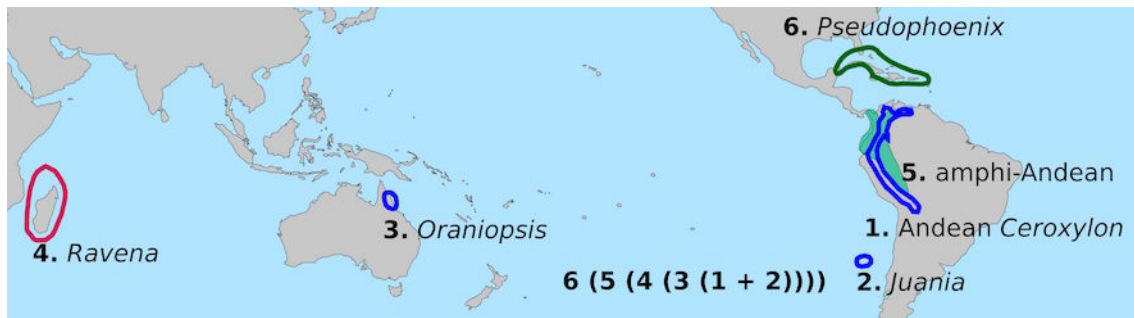 6. Pseudophoenix
5. amphi-Andean
1. Andean Ceroxylon
3. Oraniopsis
4. Ravena
2. Juania
6 (5 (4 (3 (1 + 2))))